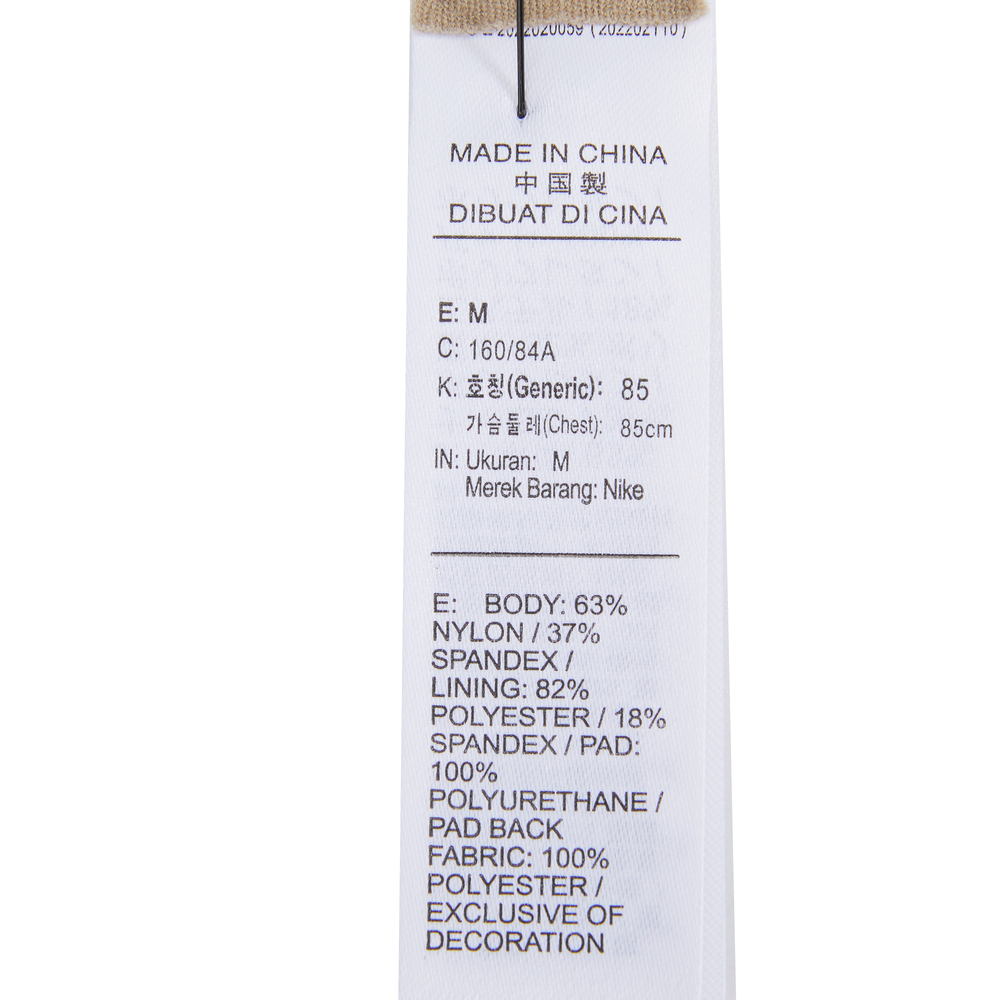 2022020059 (202202110)
MADE IN CHINA
中国製
DIBUAT DI CINA
E: M
C: 160/84A
K: 호칭(Generic): 85
가슴둘레(Chest): 85cm
IN: Ukuran: M
Merek Barang: Nike
E: BODY: 63%
NYLON / 37%
SPANDEX /
LINING: 82%
POLYESTER / 18%
SPANDEX / PAD:
100%
POLYURETHANE /
PAD BACK
FABRIC: 100%
POLYESTER /
EXCLUSIVE OF
DECORATION